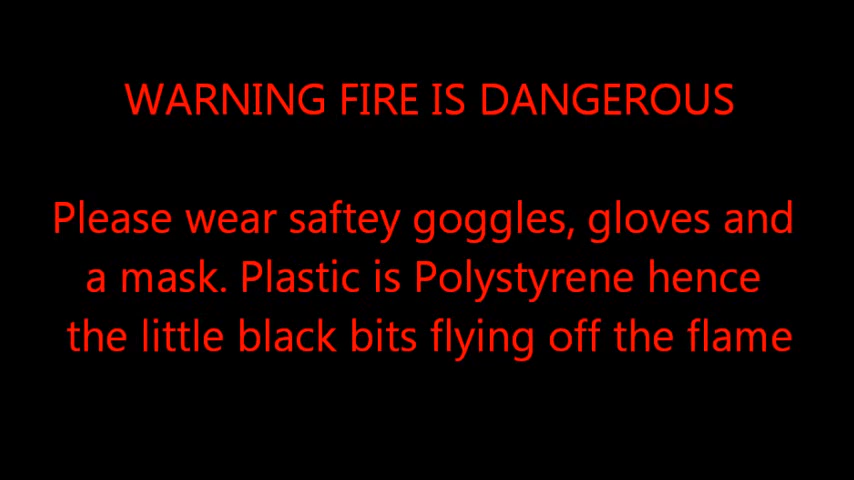 WARNING FIRE IS DANGEROUS
Please wear saftey goggles, gloves and
a mask. Plastic is Polystyrene hence
the little black bits flying off the flame